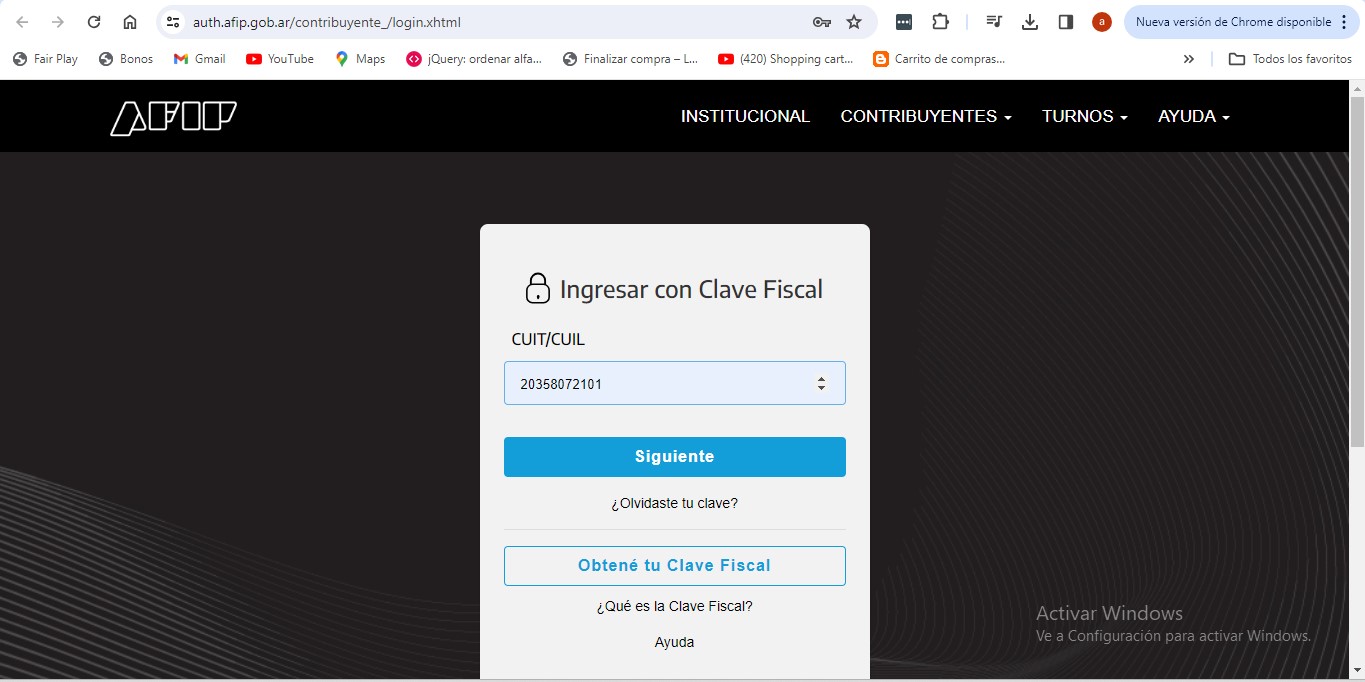 auth.afip.gob.ar/contribuyente_/login.xhtml
a
Nueva versión de Chrome disponible
Fair Play
Bonos
Gmail
YouTube
Maps
jQuery: ordenar alfa...
Finalizar compra – L...
(420) Shopping cart...
Carrito de compras...
Todos los favoritos
AFIP
INSTITUCIONAL
CONTRIBUYENTES
TURNOS
AYUDA
Ingresar con Clave Fiscal
CUIT/CUIL
20358072101
Siguiente
¿Olvidaste tu clave?
Obtené tu Clave Fiscal
¿Qué es la Clave Fiscal?
Ayuda
Activar Windows
Ve a Configuración para activar Windows.